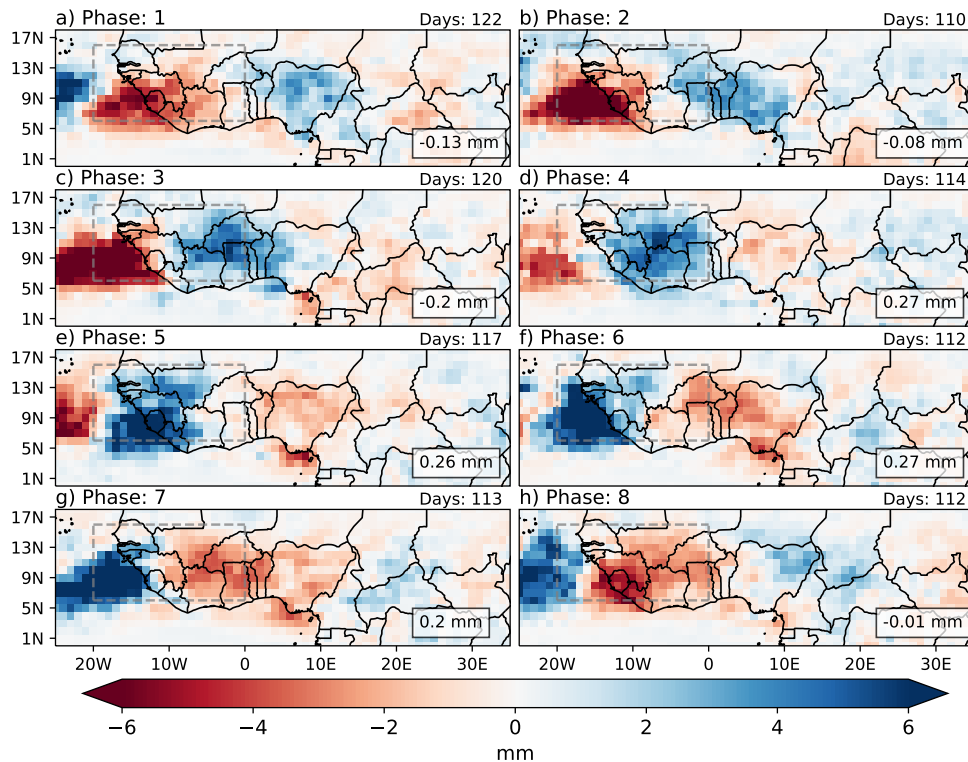 a) Phase: 1 Days: 122
b) Phase: 2 Days: 110
17N
13N
9N
5N
1N
-0.13 mm
-0.08 mm
c) Phase: 3 Days: 120
d) Phase: 4 Days: 114
17N
13N
9N
5N
1N
-0.2 mm
0.27 mm
e) Phase: 5 Days: 117
f) Phase: 6 Days: 112
17N
13N
9N
5N
1N
0.26 mm
0.27 mm
g) Phase: 7 Days: 113
h) Phase: 8 Days: 112
17N
13N
9N
5N
1N
0.2 mm
-0.01 mm
20W 10W 0 10E 20E 30E
20W 10W 0 10E 20E 30E
−6 −4 −2 0 2 4 6
mm